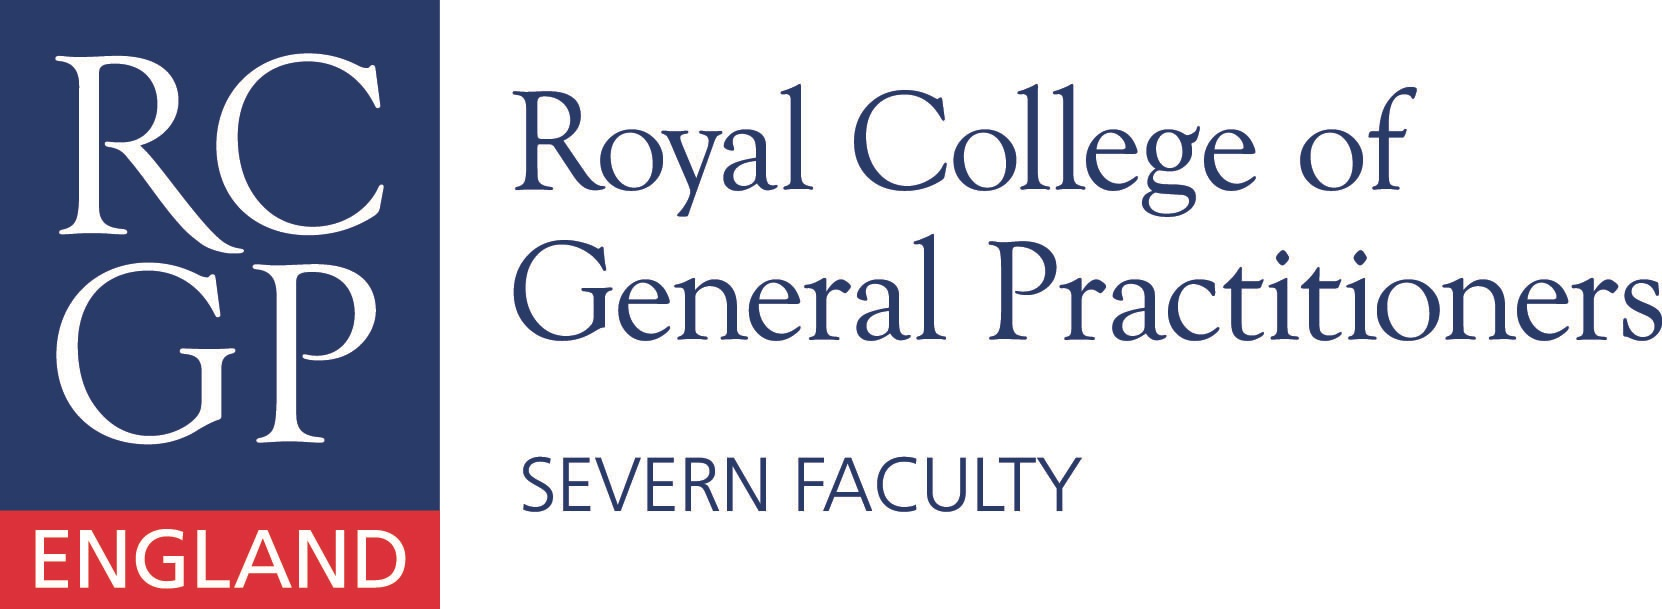 RC
GP
ENGLAND
Royal College of
General Practitioners
SEVERN FACULTY